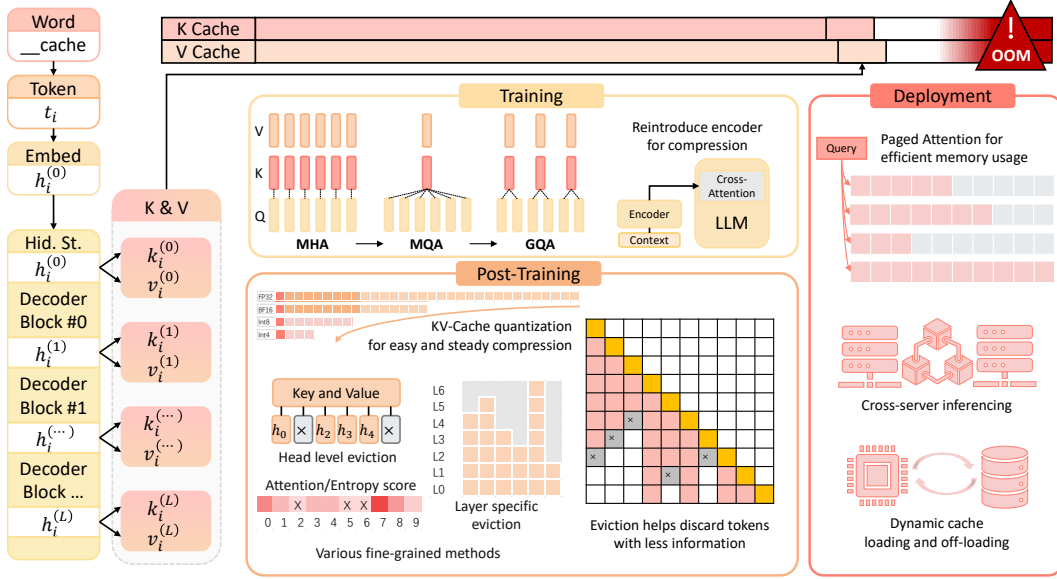 Word
__cache
Token
t_i
Embed
h_i^(0)
K & V
Hid. St.
h_i^(0)
Decoder
Block #0
h_i^(1)
Decoder
Block #1
h_i^(...)
Decoder
Block ...
h_i^(L)
k_i^(0)
v_i^(0)
k_i^(1)
v_i^(1)
k_i^(...)
v_i^(...)
k_i^(L)
v_i^(L)
K Cache
V Cache
!
OOM
Training
V
K
Q
MHA
MQA
GQA
Reintroduce encoder
for compression
Cross-
Attention
LLM
Encoder
Context
Post-Training
FP32
BF16
Int8
Int4
KV-Cache quantization
for easy and steady compression
Key and Value
h_0 × h_2 h_3 h_4 ×
Head level eviction
Attention/Entropy score
× × ×
0 1 2 3 4 5 6 7 8 9
L6
L5
L4
L3
L2
L1
L0
Layer specific
eviction
Various fine-grained methods
×
× ×
×
×
Eviction helps discard tokens
with less information
Deployment
Query
Paged Attention for
efficient memory usage
Cross-server inferencing
Dynamic cache
loading and off-loading